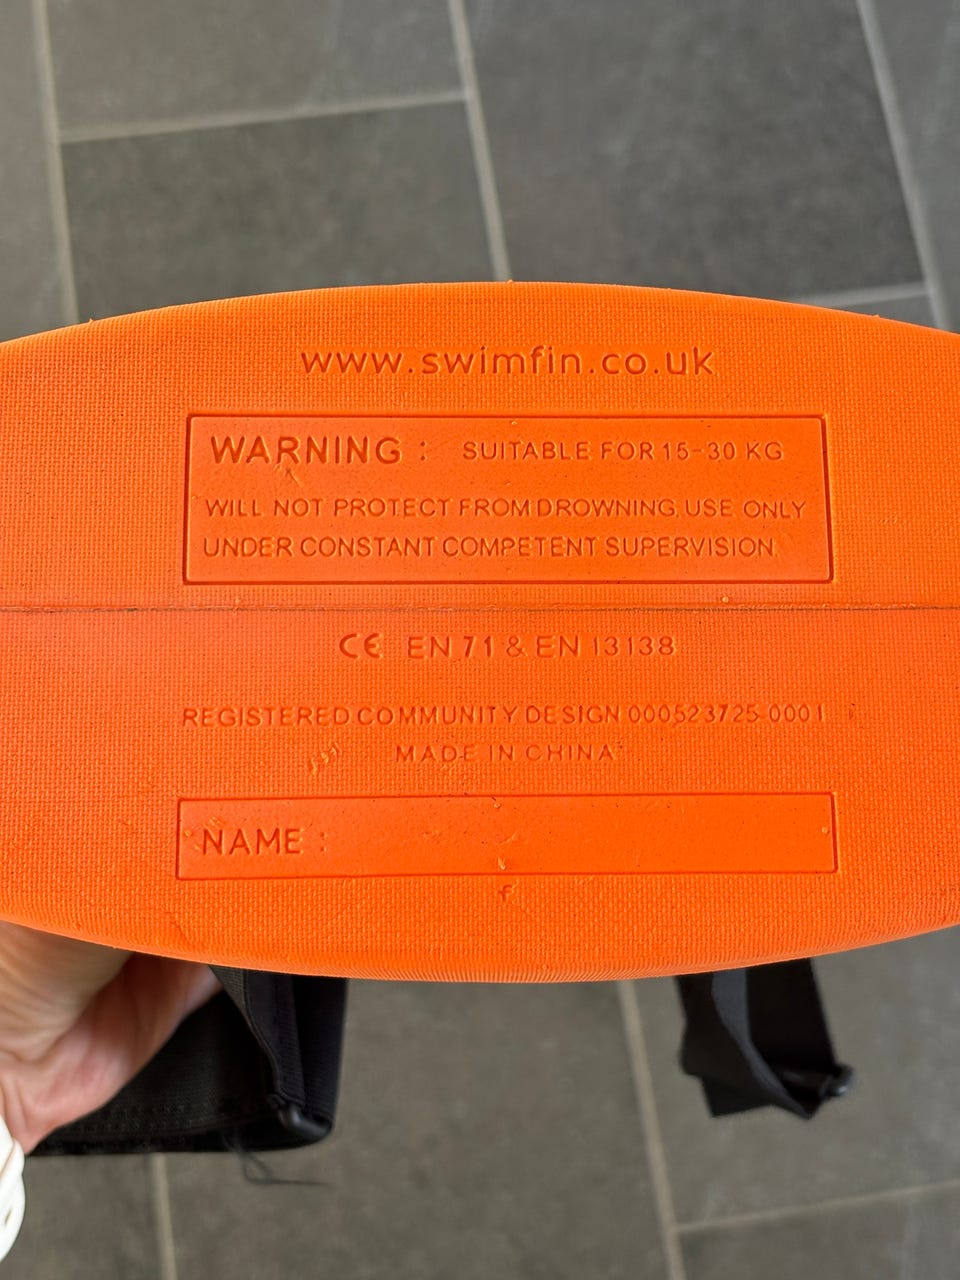 www.swimfin.co.uk
WARNING : SUITABLE FOR 15-30 KG
WILL NOT PROTECT FROM DROWNING. USE ONLY
UNDER CONSTANT COMPETENT SUPERVISION
CE EN 71 & EN 13138
REGISTERED COMMUNITY DESIGN 000523725-0001
MADE IN CHINA
NAME :
f